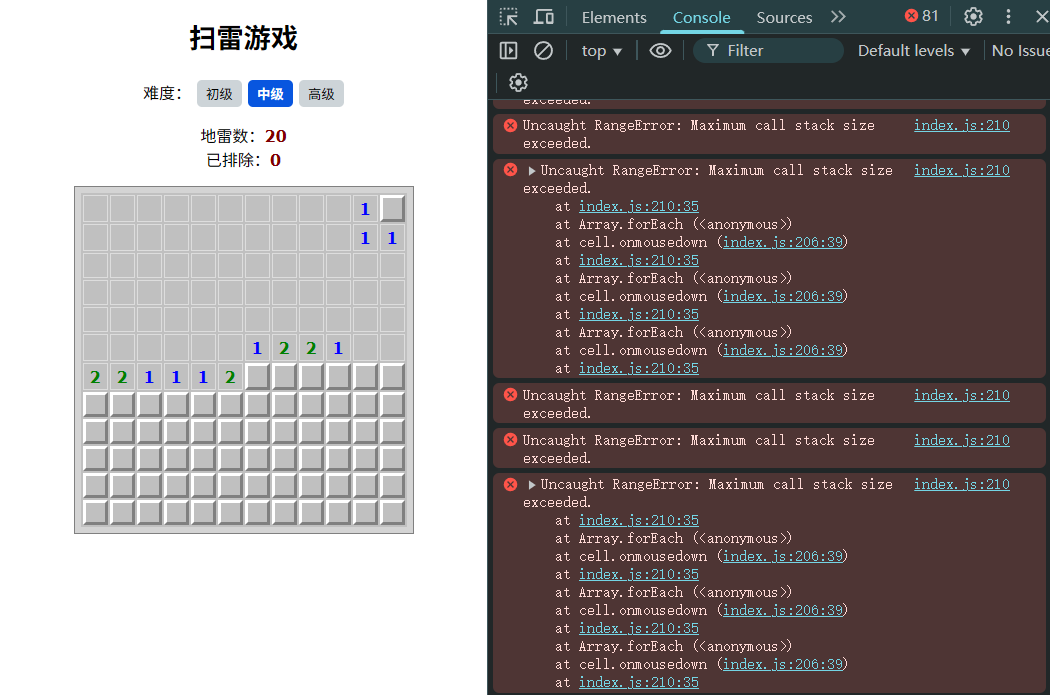 扫雷游戏
难度： 初级 中级 高级
地雷数：20
已排除：0
1
1 1
1 2 2 1
2 2 1 1 1 2
Elements Console Sources 81
top Filter Default levels No Issue
exceeded.
Uncaught RangeError: Maximum call stack size index.js:210
exceeded.
Uncaught RangeError: Maximum call stack size index.js:210
exceeded.
at index.js:210:35
at Array.forEach (<anonymous>)
at cell.onmousedown (index.js:206:39)
at index.js:210:35
at Array.forEach (<anonymous>)
at cell.onmousedown (index.js:206:39)
at index.js:210:35
at Array.forEach (<anonymous>)
at cell.onmousedown (index.js:206:39)
at index.js:210:35
Uncaught RangeError: Maximum call stack size index.js:210
exceeded.
Uncaught RangeError: Maximum call stack size index.js:210
exceeded.
Uncaught RangeError: Maximum call stack size index.js:210
exceeded.
at index.js:210:35
at Array.forEach (<anonymous>)
at cell.onmousedown (index.js:206:39)
at index.js:210:35
at Array.forEach (<anonymous>)
at cell.onmousedown (index.js:206:39)
at index.js:210:35
at Array.forEach (<anonymous>)
at cell.onmousedown (index.js:206:39)
at index.js:210:35